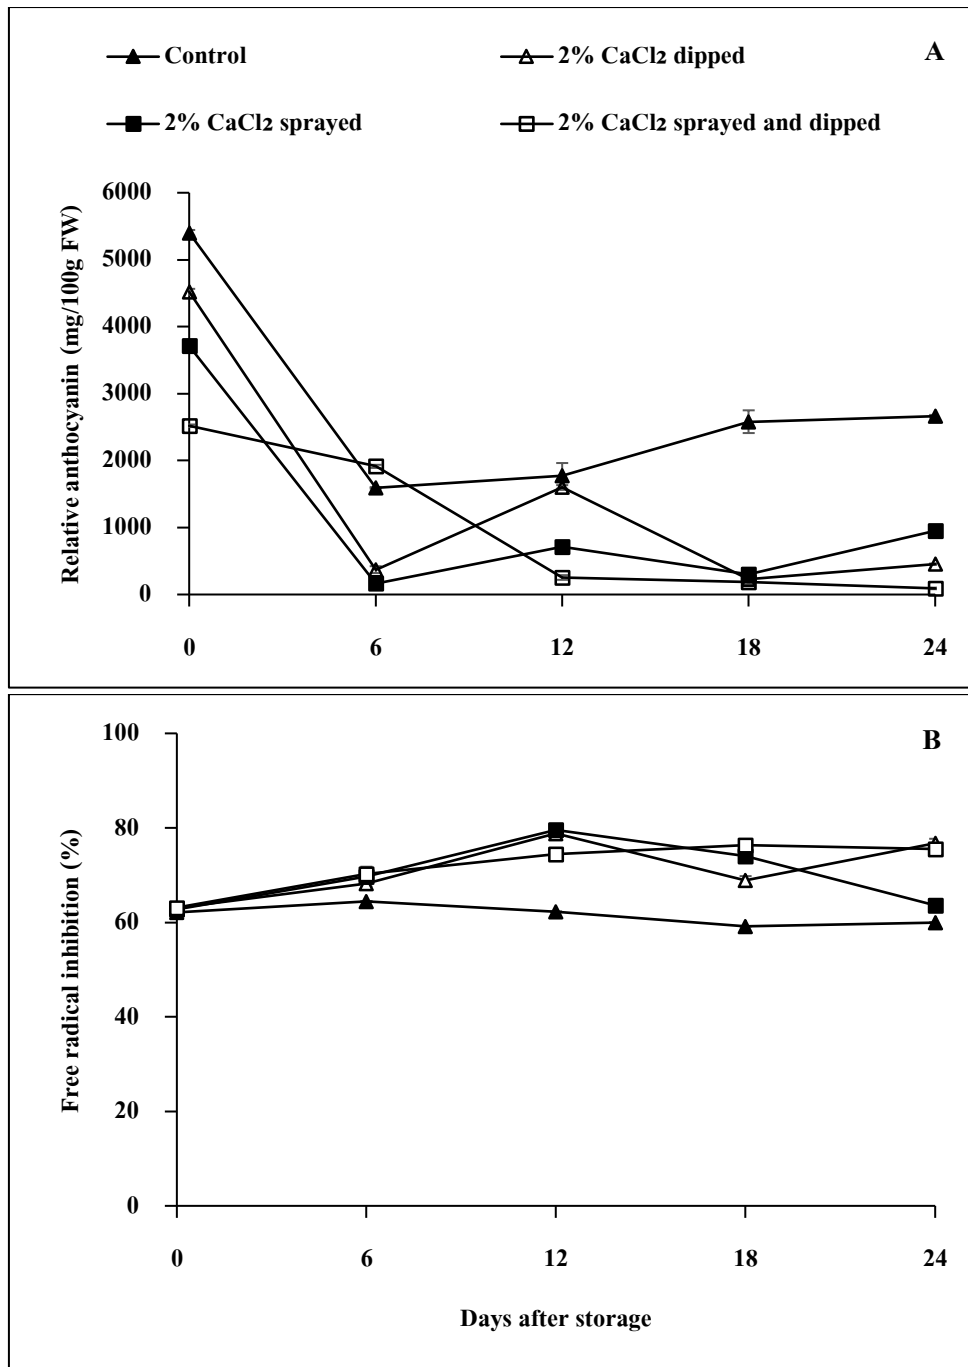 Control
2% CaCl2 dipped
A
2% CaCl2 sprayed
2% CaCl2 sprayed and dipped
Relative anthocyanin (mg/100g FW)
6000
5000
4000
3000
2000
1000
0
0 6 12 18 24
B
Free radical inhibition (%)
100
80
60
40
20
0
0 6 12 18 24
Days after storage